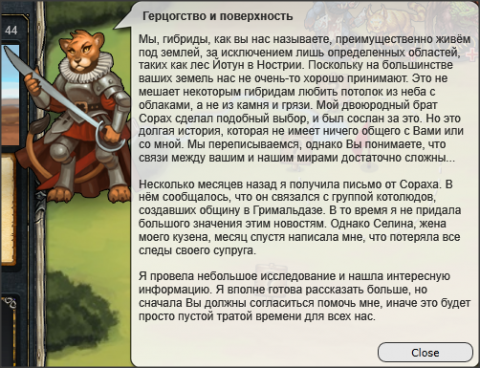 44
Герцогство и поверхность
Мы, гибриды, как вы нас называете, преимущественно живём
под землей, за исключением лишь определенных областей,
таких как лес Йотун в Нострии. Поскольку на большинстве
ваших земель нас не очень-то хорошо принимают. Это не
мешает некоторым гибридам любить потолок из неба с
облаками, а не из камня и грязи. Мой двоюродный брат
Сорах сделал подобный выбор, и был сослан за это. Но это
долгая история, которая не имеет ничего общего с Вами или
со мной. Мы переписываемся, однако Вы понимаете, что
связи между вашим и нашим мирами достаточно сложны...
Несколько месяцев назад я получила письмо от Сораха. В
нём сообщалось, что он связался с группой котолюдов,
создавших общину в Гримальдазе. В то время я не придала
большого значения этим новостям. Однако Селина, жена
моего кузена, месяц спустя написала мне, что потеряла все
следы своего супруга.
Я провела небольшое исследование и нашла интересную
информацию. Я вполне готова рассказать больше, но
сначала Вы должны согласиться помочь мне, иначе это будет
просто пустой тратой времени для всех нас.
Close